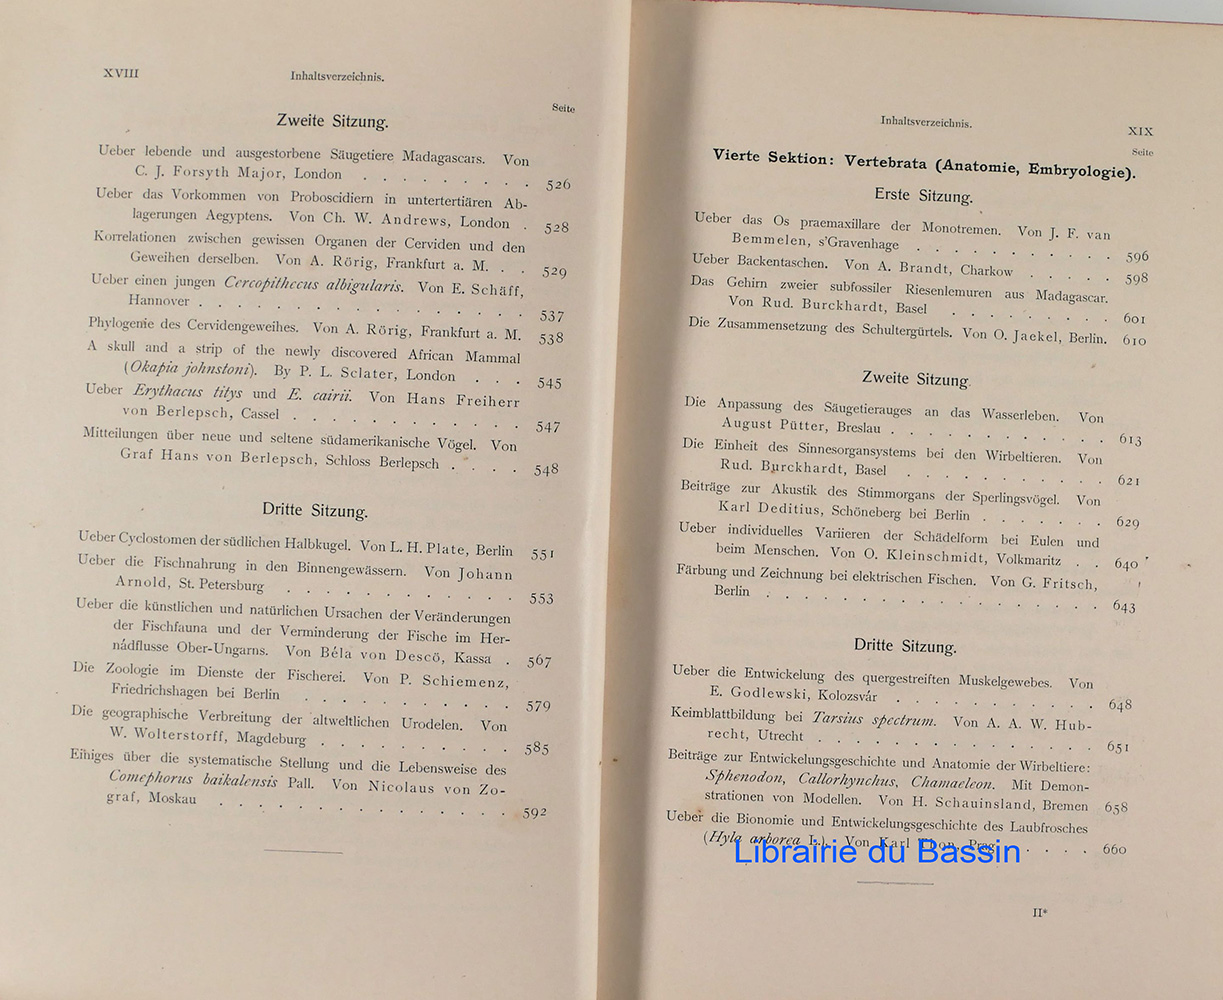 XVIII
Inhaltsverzeichnis.
Seite
Zweite Sitzung.
Ueber lebende und ausgestorbene Säugetiere Madagascars. Von
C. J. Forsyth Major, London . . . . . . . . . 526
Ueber das Vorkommen von Proboscidiern in untertertiären Ab-
lagerungen Aegyptens. Von Ch. W. Andrews, London . 528
Korrelationen zwischen gewissen Organen der Cerviden und den
Geweihen derselben. Von A. Rörig, Frankfurt a. M. . . 529
Ueber einen jungen Cercopithecus albigularis. Von E. Schäff,
Hannover . . . . . . . . . . . . . . . . 537
Phylogenie des Cervidengeweihes. Von A. Rörig, Frankfurt a. M. 538
A skull and a strip of the newly discovered African Mammal
(Okapia johnstoni). By P. L. Sclater, London . . . 545
Ueber Erythacus titys und E. cairii. Von Hans Freiherr
von Berlepsch, Cassel . . . . . . . . . . . 547
Mitteilungen über neue und seltene südamerikanische Vögel. Von
Graf Hans von Berlepsch, Schloss Berlepsch . . . . 548
Dritte Sitzung.
Ueber Cyclostomen der südlichen Halbkugel. Von L. H. Plate, Berlin 551
Ueber die Fischnahrung in den Binnengewässern. Von Johann
Arnold, St. Petersburg . . . . . . . . . . . 553
Ueber die künstlichen und natürlichen Ursachen der Veränderungen
der Fischfauna und der Verminderung der Fische im Her-
nádflusse Ober-Ungarns. Von Béla von Descö, Kassa . 567
Die Zoologie im Dienste der Fischerei. Von P. Schiemenz,
Friedrichshagen bei Berlin . . . . . . . . . . 579
Die geographische Verbreitung der altweltlichen Urodelen. Von
W. Wolterstorff, Magdeburg . . . . . . . . . 585
Einiges über die systematische Stellung und die Lebensweise des
Comephorus baikalensis Pall. Von Nicolaus von Zo-
graf, Moskau . . . . . . . . . . . . . . 592
Inhaltsverzeichnis.
XIX
Seite
Vierte Sektion: Vertebrata (Anatomie, Embryologie).
Erste Sitzung.
Ueber das Os praemaxillare der Monotremen. Von J. F. van
Bemmelen, s'Gravenhage . . . . . . . . . . 596
Ueber Backentaschen. Von A. Brandt, Charkow . . . . . 598
Das Gehirn zweier subfossiler Riesenlemuren aus Madagascar.
Von Rud. Burckhardt, Basel . . . . . . . . 601
Die Zusammensetzung des Schultergürtels. Von O. Jaekel, Berlin. 610
Zweite Sitzung.
Die Anpassung des Säugetierauges an das Wasserleben. Von
August Pütter, Breslau . . . . . . . . . . . 613
Die Einheit des Sinnesorgansystems bei den Wirbeltieren. Von
Rud. Burckhardt, Basel . . . . . . . . . . 621
Beiträge zur Akustik des Stimmorgans der Sperlingsvögel. Von
Karl Deditius, Schöneberg bei Berlin . . . . . . . 629
Ueber individuelles Variieren der Schädelform bei Eulen und
beim Menschen. Von O. Kleinschmidt, Volkmaritz . . 640
Färbung und Zeichnung bei elektrischen Fischen. Von G. Fritsch,
Berlin . . . . . . . . . . . . . . . . . 643
Dritte Sitzung.
Ueber die Entwickelung des quergestreiften Muskelgewebes. Von
E. Godlewski, Kolozsvár . . . . . . . . . . 648
Keimblattbildung bei Tarsius spectrum. Von A. A. W. Hub-
recht, Utrecht . . . . . . . . . . . . . . 651
Beiträge zur Entwickelungsgeschichte und Anatomie der Wirbeltiere:
Sphenodon, Callorhynchus, Chamaeleon. Mit Demon-
strationen von Modellen. Von H. Schauinsland, Bremen 658
Ueber die Bionomie und Entwickelungsgeschichte des Laubfrosches
(Hyla arborea L.). Von Karl Thon, Prag . . . . . 660
Librairie du Bassin
II*